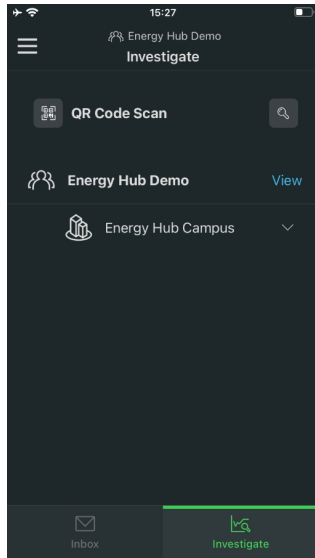 15:27
Energy Hub Demo
Investigate
QR Code Scan
Energy Hub Demo View
Energy Hub Campus
Inbox Investigate